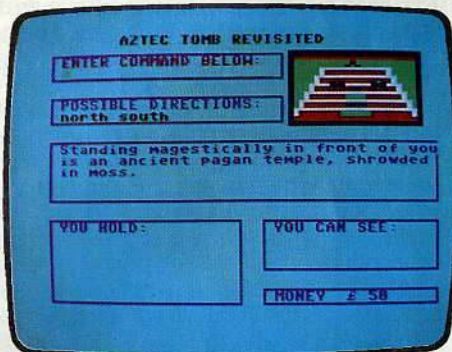 AZTEC TOMB REVISITED
ENTER COMMAND BELOW:
POSSIBLE DIRECTIONS:
north south
Standing magestically in front of you
is an ancient pagan temple, shrowded
in moss.
YOU HOLD:
YOU CAN SEE:
MONEY £ 50